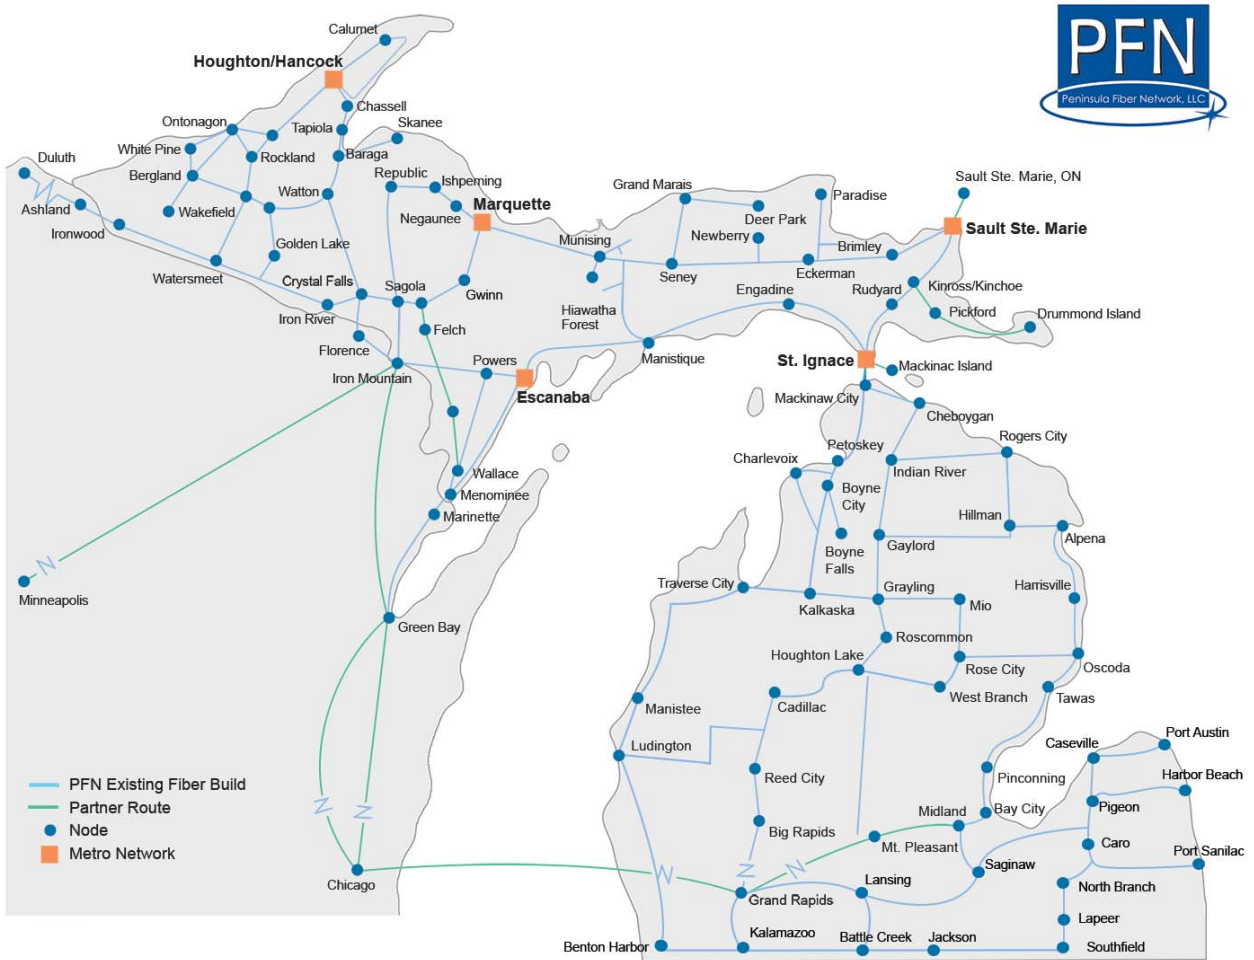 Calumet
PFN
Houghton/Hancock
Peninsula Fiber Network, LLC
Chassell
Ontonagon
Tapiola
Skanee
White Pine
Duluth
Rockland
Baraga
Bergland
Republic
Ishpeming
Grand Marais
Sault Ste. Marie, ON
Paradise
Watton
Ashland
Wakefield
Negaunee
Marquette
Deer Park
Sault Ste. Marie
Ironwood
Newberry
Munising
Brimley
Golden Lake
Watersmeet
Seney
Eckerman
Crystal Falls
Sagola
Gwinn
Engadine
Rudyard
Kinross/Kinchoe
Iron River
Hiawatha
Forest
Pickford
Drummond Island
Felch
Florence
Manistique
Powers
St. Ignace
Mackinac Island
Iron Mountain
Escanaba
Mackinaw City
Cheboygan
Rogers City
Petoskey
Charlevoix
Wallace
Indian River
Boyne
City
Menominee
Marinette
Hillman
Gaylord
Alpena
Boyne
Falls
N
Traverse City
Grayling
Harrisville
Minneapolis
Kalkaska
Mio
Green Bay
Roscommon
Houghton Lake
Rose City
Oscoda
West Branch
Tawas
Manistee
Cadillac
Port Austin
Ludington
Caseville
Reed City
Pinconning
Harbor Beach
PFN Existing Fiber Build
N
N
Partner Route
Pigeon
Midland
Bay City
Node
Big Rapids
Mt. Pleasant
Caro
Port Sanilac
Metro Network
N
N
N
Saginaw
Chicago
Lansing
North Branch
Grand Rapids
Lapeer
Benton Harbor
Kalamazoo
Battle Creek
Jackson
Southfield